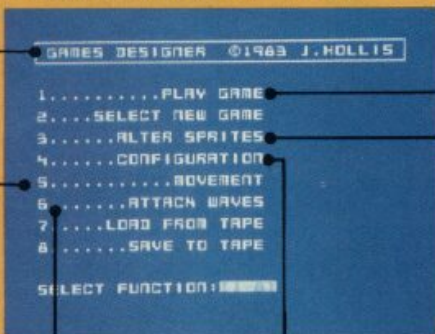 GAMES DESIGNER ©1983 J.HOLLIS
1..........PLAY GAME
2....SELECT NEW GAME
3......ALTER SPRITES
4......CONFIGURATION
5...........MOVEMENT
6.......ATTACK WAVES
7.....LOAD FROM TAPE
8.......SAVE TO TAPE
SELECT FUNCTION: